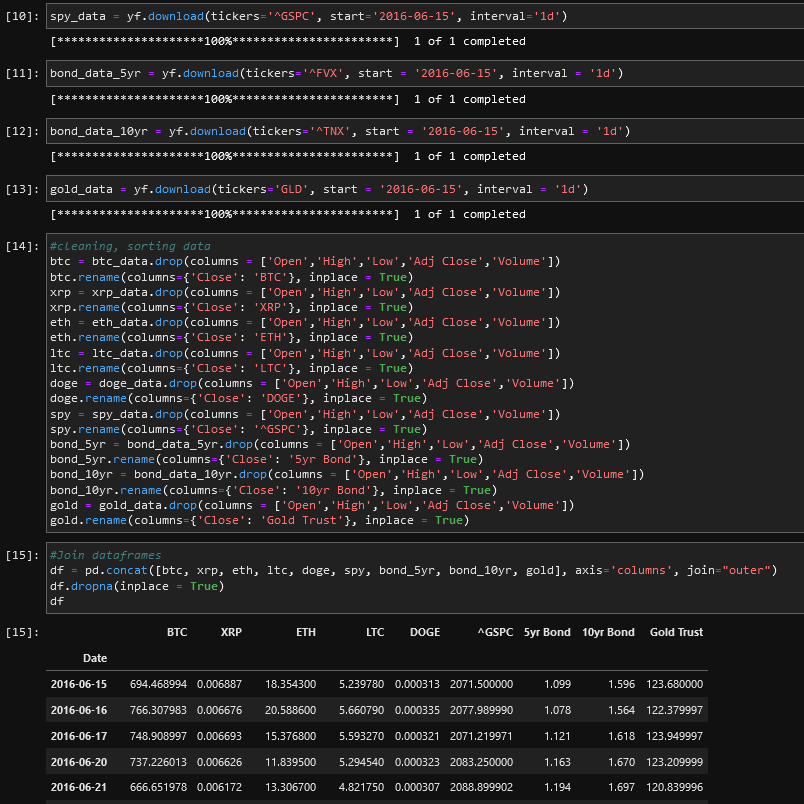 [10]: spy_data = yf.download(tickers='^GSPC', start='2016-06-15', interval='1d')
[*********************100%***********************]  1 of 1 completed
[11]: bond_data_5yr = yf.download(tickers='^FVX', start = '2016-06-15', interval = '1d')
[*********************100%***********************]  1 of 1 completed
[12]: bond_data_10yr = yf.download(tickers='^TNX', start = '2016-06-15', interval = '1d')
[*********************100%***********************]  1 of 1 completed
[13]: gold_data = yf.download(tickers='GLD', start = '2016-06-15', interval = '1d')
[*********************100%***********************]  1 of 1 completed
[14]: #cleaning, sorting data
btc = btc_data.drop(columns = ['Open','High','Low','Adj Close','Volume'])
btc.rename(columns={'Close': 'BTC'}, inplace = True)
xrp = xrp_data.drop(columns = ['Open','High','Low','Adj Close','Volume'])
xrp.rename(columns={'Close': 'XRP'}, inplace = True)
eth = eth_data.drop(columns = ['Open','High','Low','Adj Close','Volume'])
eth.rename(columns={'Close': 'ETH'}, inplace = True)
ltc = ltc_data.drop(columns = ['Open','High','Low','Adj Close','Volume'])
ltc.rename(columns={'Close': 'LTC'}, inplace = True)
doge = doge_data.drop(columns = ['Open','High','Low','Adj Close','Volume'])
doge.rename(columns={'Close': 'DOGE'}, inplace = True)
spy = spy_data.drop(columns = ['Open','High','Low','Adj Close','Volume'])
spy.rename(columns={'Close': '^GSPC'}, inplace = True)
bond_5yr = bond_data_5yr.drop(columns = ['Open','High','Low','Adj Close','Volume'])
bond_5yr.rename(columns={'Close': '5yr Bond'}, inplace = True)
bond_10yr = bond_data_10yr.drop(columns = ['Open','High','Low','Adj Close','Volume'])
bond_10yr.rename(columns={'Close': '10yr Bond'}, inplace = True)
gold = gold_data.drop(columns = ['Open','High','Low','Adj Close','Volume'])
gold.rename(columns={'Close': 'Gold Trust'}, inplace = True)
[15]: #Join dataframes
df = pd.concat([btc, xrp, eth, ltc, doge, spy, bond_5yr, bond_10yr, gold], axis='columns', join="outer")
df.dropna(inplace = True)
df
[15]: BTC XRP ETH LTC DOGE ^GSPC 5yr Bond 10yr Bond Gold Trust
Date
2016-06-15 694.468994 0.006887 18.354300 5.239780 0.000313 2071.500000 1.099 1.596 123.680000
2016-06-16 766.307983 0.006676 20.588600 5.660790 0.000335 2077.989990 1.078 1.564 122.379997
2016-06-17 748.908997 0.006693 15.376800 5.593270 0.000321 2071.219971 1.121 1.618 123.949997
2016-06-20 737.226013 0.006626 11.839500 5.294540 0.000323 2083.250000 1.163 1.670 123.209999
2016-06-21 666.651978 0.006172 13.306700 4.821750 0.000307 2088.899902 1.194 1.697 120.839996